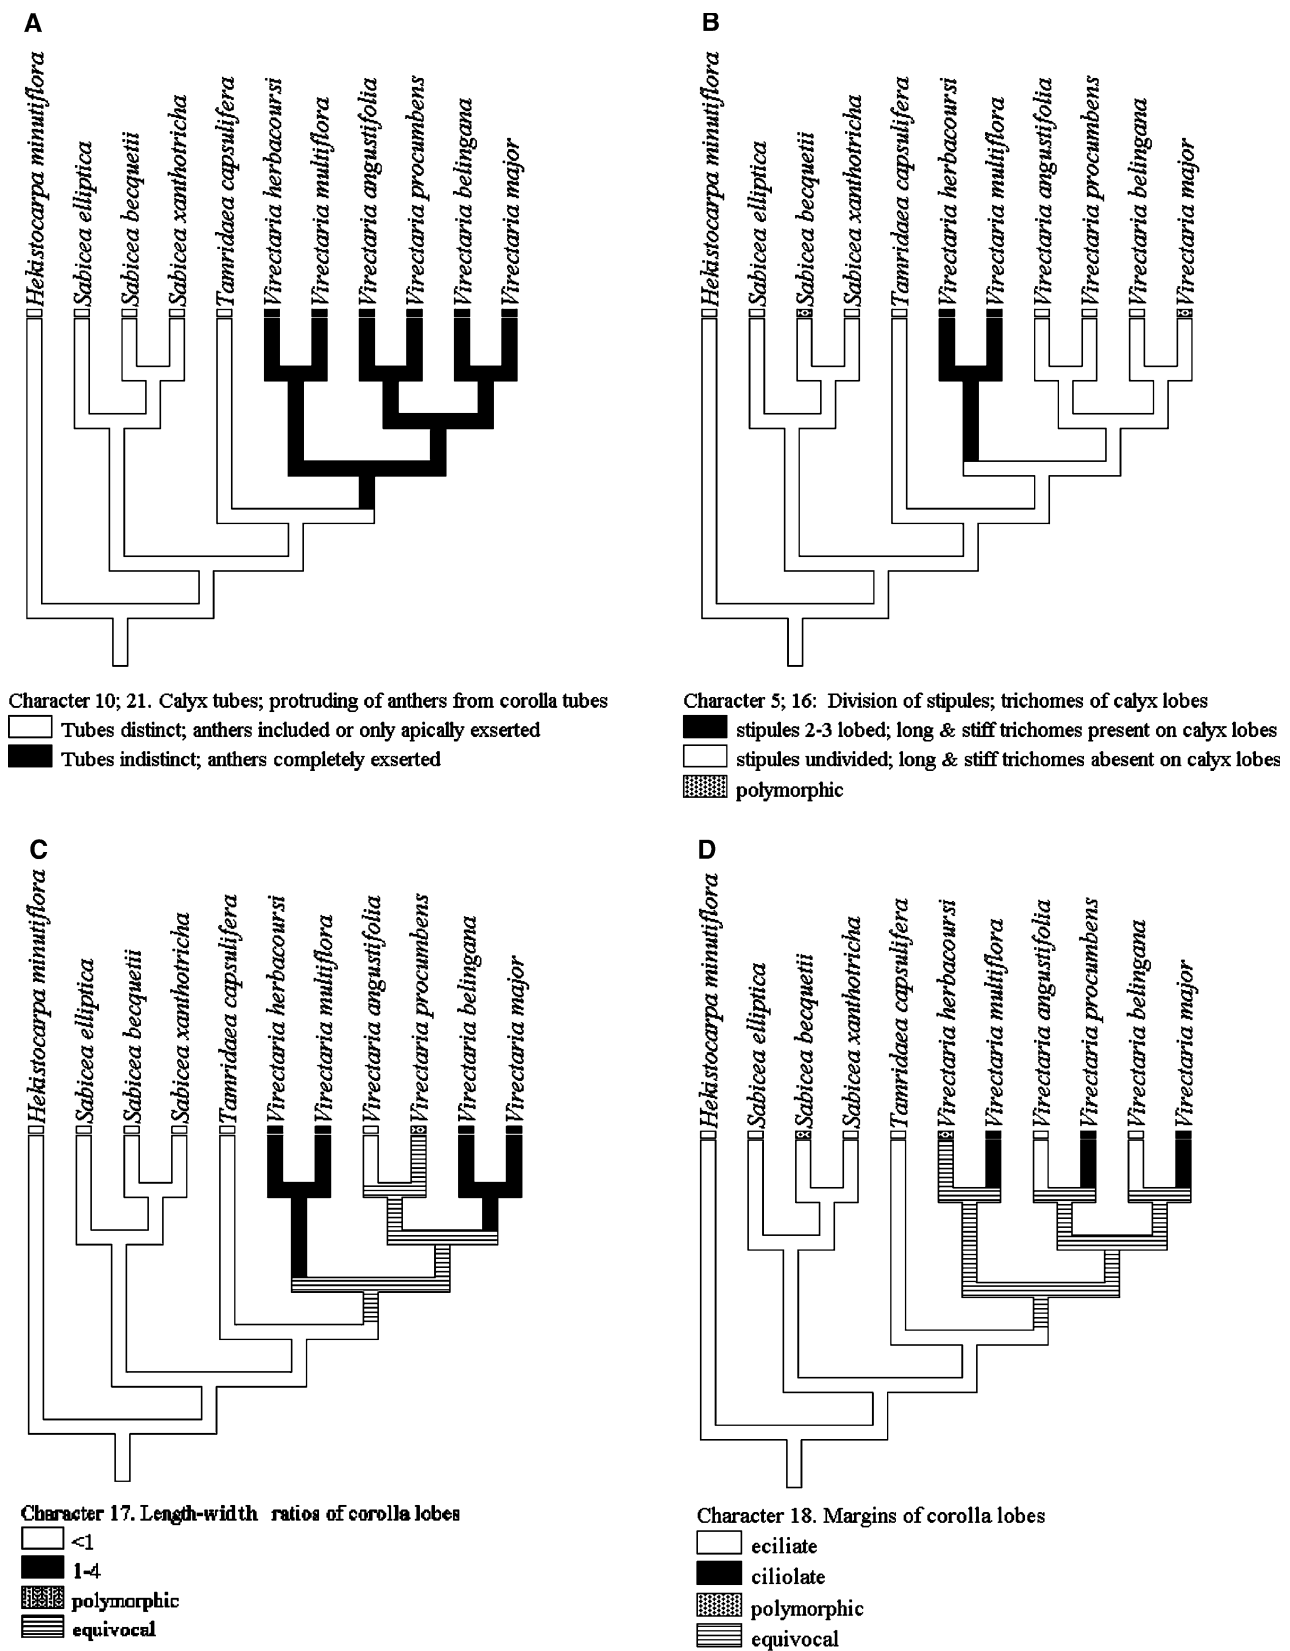 A
Hekistocarpa minutiflora
Sabicea elliptica
Sabicea becquetii
Sabicea xanthotricha
Tamridaea capsulifera
Virectaria herbacoursi
Virectaria multiflora
Virectaria angustifolia
Virectaria procumbens
Virectaria belingana
Virectaria major
Character 10; 21. Calyx tubes; protruding of anthers from corolla tubes
Tubes distinct; anthers included or only apically exserted
Tubes indistinct; anthers completely exserted
B
Hekistocarpa minutiflora
Sabicea elliptica
Sabicea becquetii
Sabicea xanthotricha
Tamridaea capsulifera
Virectaria herbacoursi
Virectaria multiflora
Virectaria angustifolia
Virectaria procumbens
Virectaria belingana
Virectaria major
Character 5; 16: Division of stipules; trichomes of calyx lobes
stipules 2-3 lobed; long & stiff trichomes present on calyx lobes
stipules undivided; long & stiff trichomes abesent on calyx lobes
polymorphic
C
Hekistocarpa minutiflora
Sabicea elliptica
Sabicea becquetii
Sabicea xanthotricha
Tamridaea capsulifera
Virectaria herbacoursi
Virectaria multiflora
Virectaria angustifolia
Virectaria procumbens
Virectaria belingana
Virectaria major
Character 17. Length-width ratios of corolla lobes
<1
1-4
polymorphic
equivocal
D
Hekistocarpa minutiflora
Sabicea elliptica
Sabicea becquetii
Sabicea xanthotricha
Tamridaea capsulifera
Virectaria herbacoursi
Virectaria multiflora
Virectaria angustifolia
Virectaria procumbens
Virectaria belingana
Virectaria major
Character 18. Margins of corolla lobes
eciliate
ciliolate
polymorphic
equivocal